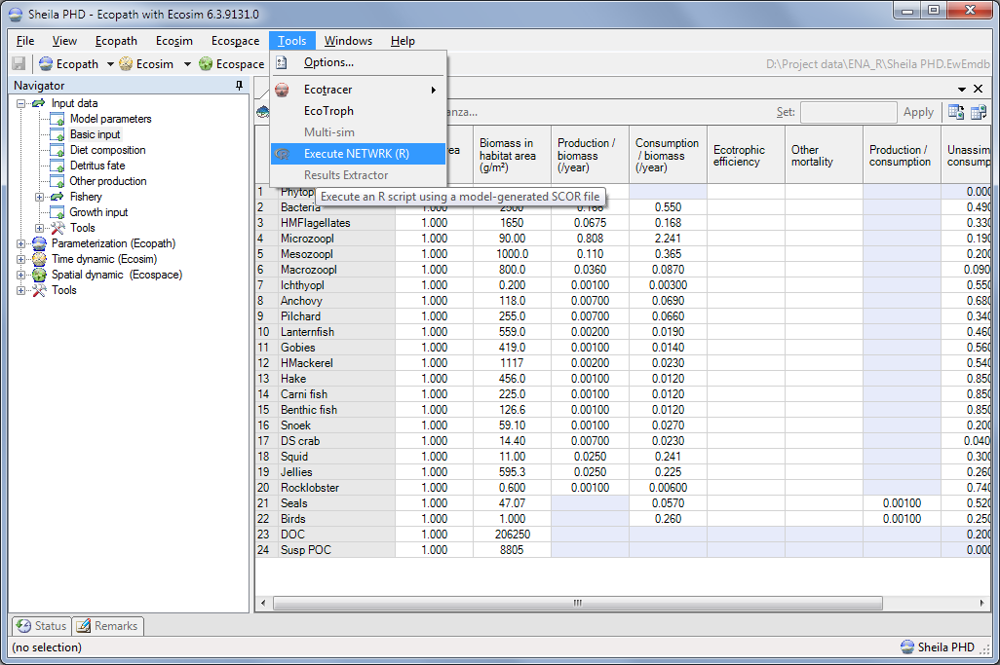 Sheila PHD - Ecopath with Ecosim 6.3.9131.0
File View Ecopath Ecosim Ecospace Tools Windows Help
Ecopath Ecosim Ecospace D:\Project data\ENA_R\Sheila PHD.EwEmdb
Options...
Ecotracer
EcoTroph
Multi-sim
Execute NETWRK (R)
Results Extractor
Execute an R script using a model-generated SCOR file
Navigator
Input data
Model parameters
Basic input
Diet composition
Detritus fate
Other production
Fishery
Growth input
Tools
Parameterization (Ecopath)
Time dynamic (Ecosim)
Spatial dynamic (Ecospace)
Tools
Set: Apply
Biomass in habitat area (g/m²) Production / biomass (/year) Consumption / biomass (/year) Ecotrophic efficiency Other mortality Production / consumption Unassim consump
1 Phytop 0.000
2 Bacteria 1.000 2500 0.166 0.550 0.490
3 HMFlagellates 1.000 1650 0.0675 0.168 0.330
4 Microzoopl 1.000 90.00 0.808 2.241 0.190
5 Mesozoopl 1.000 1000.0 0.110 0.365 0.200
6 Macrozoopl 1.000 800.0 0.0360 0.0870 0.090
7 Ichthyopl 1.000 0.200 0.00100 0.00300 0.550
8 Anchovy 1.000 118.0 0.00700 0.0690 0.680
9 Pilchard 1.000 255.0 0.00700 0.0660 0.340
10 Lanternfish 1.000 559.0 0.00200 0.0190 0.460
11 Gobies 1.000 419.0 0.00100 0.0140 0.560
12 HMackerel 1.000 1117 0.00200 0.0230 0.540
13 Hake 1.000 456.0 0.00100 0.0120 0.850
14 Carni fish 1.000 225.0 0.00100 0.0120 0.850
15 Benthic fish 1.000 126.6 0.00100 0.0120 0.850
16 Snoek 1.000 59.10 0.00100 0.0270 0.200
17 DS crab 1.000 14.40 0.00700 0.0230 0.040
18 Squid 1.000 11.00 0.0250 0.241 0.300
19 Jellies 1.000 595.3 0.0250 0.225 0.260
20 Rocklobster 1.000 0.600 0.00100 0.00600 0.740
21 Seals 1.000 47.07 0.0570 0.00100 0.520
22 Birds 1.000 1.000 0.260 0.00100 0.250
23 DOC 1.000 206250 0.200
24 Susp POC 1.000 8805 0.000
Status Remarks
(no selection) Sheila PHD